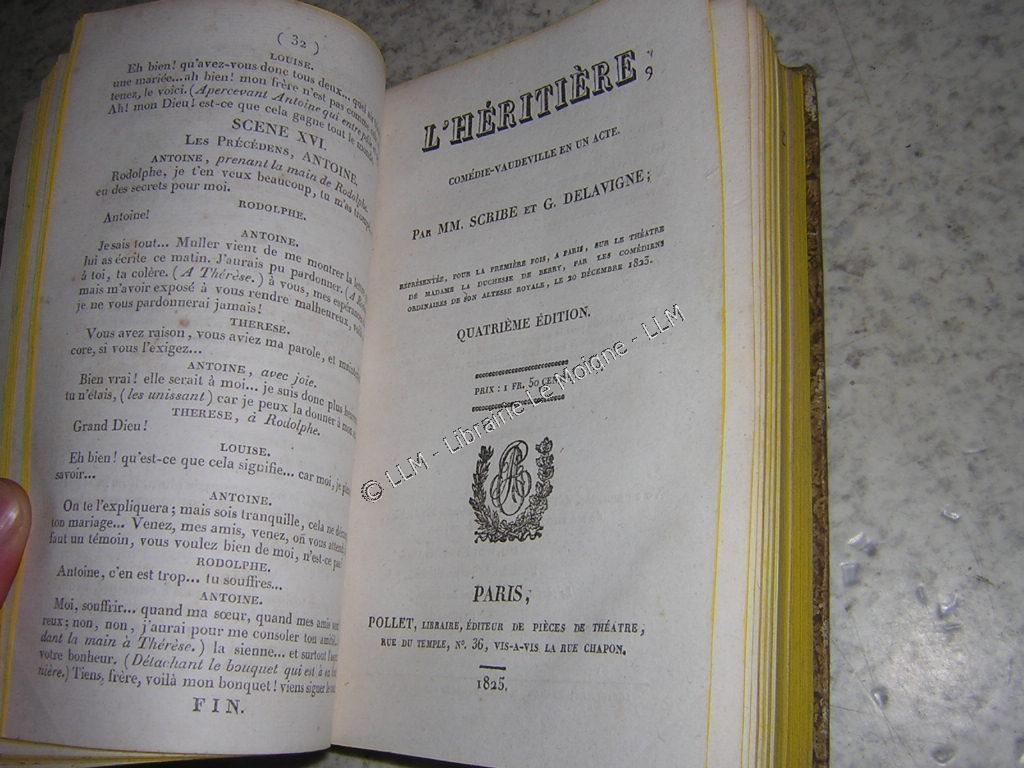 ( 32 )
LOUISE.
Eh bien! qu'avez-vous donc tous deux... quel
une mariée...ah bien! mon frère n'est pas comme
tenez, le voici. (Apercevant Antoine qui entre
Ah! mon Dieu! est-ce que cela gagne tout le monde
SCENE XVI.
LES PRÉCÉDENS, ANTOINE.
ANTOINE, prenant la main de Rodolphe.
Rodolphe, je t'en veux beaucoup, tu m'as
eu des secrets pour moi.
RODOLPHE.
Antoine!
ANTOINE.
Je sais tout... Muller vient de me montrer la
lui as écrite ce matin. J'aurais pu pardonner. (A
à toi, ta colère. (A Thérèse.) à vous, mes
mais m'avoir exposé à vous rendre malheureux,
je ne vous pardonnerai jamais!
THERESE.
Vous avez raison, vous aviez ma parole, et
core, si vous l'exigez...
ANTOINE, avec joie.
Bien vrai! elle serait à moi... je suis donc plus
tu n'étais, (les unissant) car je peux la donner à
THERESE, à Rodolphe.
Grand Dieu!
LOUISE.
Eh bien! qu'est-ce que cela signifie... car moi, je
savoir...
ANTOINE.
On te l'expliquera; mais sois tranquille, cela ne
ton mariage... Venez, mes amis, venez, on vous
faut un témoin, vous voulez bien de moi, n'est-ce pas
RODOLPHE.
Antoine, c'en est trop... tu souffres...
ANTOINE.
Moi, souffrir... quand ma sœur, quand mes amis
reux; non, non, j'aurai pour me consoler ton
dant la main à Thérèse.) la sienne... et surtout
votre bonheur. (Détachant le bouquet qui est à
nière.) Tiens, frère, voilà mon bonquet! viens signer
FIN.
L'HÉRITIÈRE,
COMÉDIE-VAUDEVILLE EN UN ACTE.
PAR MM. SCRIBE ET G. DELAVIGNE;
REPRÉSENTÉE, POUR LA PREMIÈRE FOIS, A PARIS, SUR LE THÉATRE
DE MADAME LA DUCHESSE DE BERRY, PAR LES COMÉDIENS
ORDINAIRES DE SON ALTESSE ROYALE, LE 20 DÉCEMBRE 1823.
QUATRIÈME ÉDITION.
PRIX: 1 FR. 50
PARIS,
POLLET, LIBRAIRE, ÉDITEUR DE PIÈCES DE THÉATRE,
RUE DU TEMPLE, N°. 36, VIS-A-VIS LA RUE CHAPON.
1825.
© LLM - Librairie Le Moigne - LLM